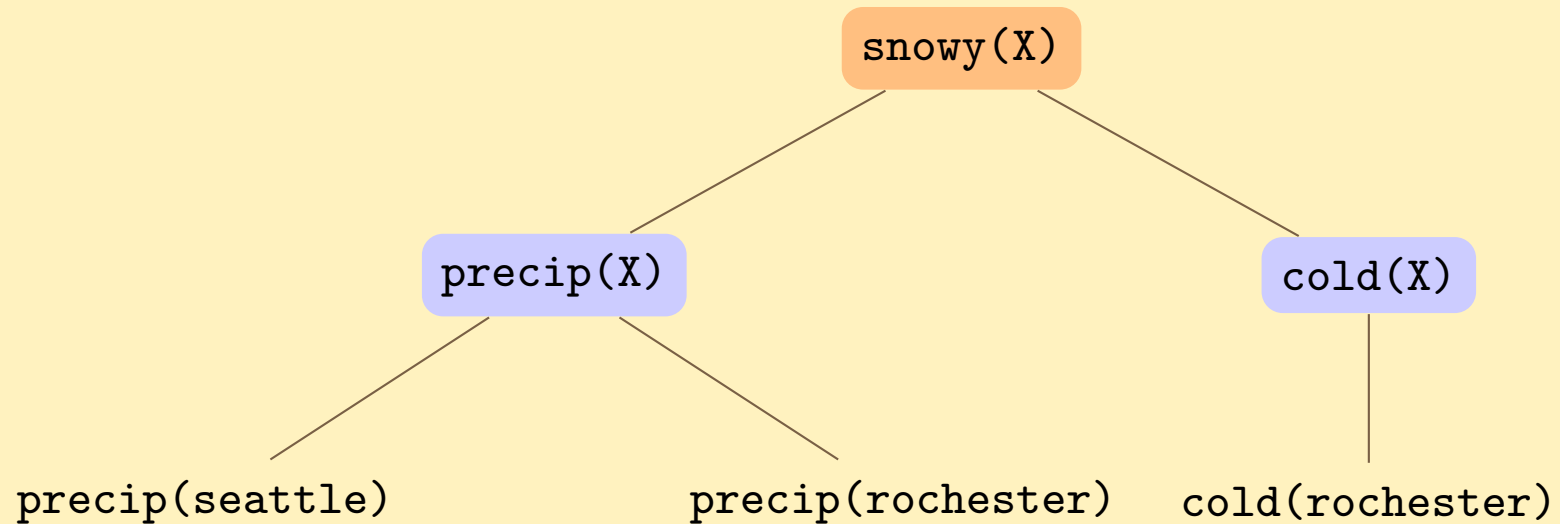 snowy(X)
precip(X)
cold(X)
precip(seattle)
precip(rochester)
cold(rochester)